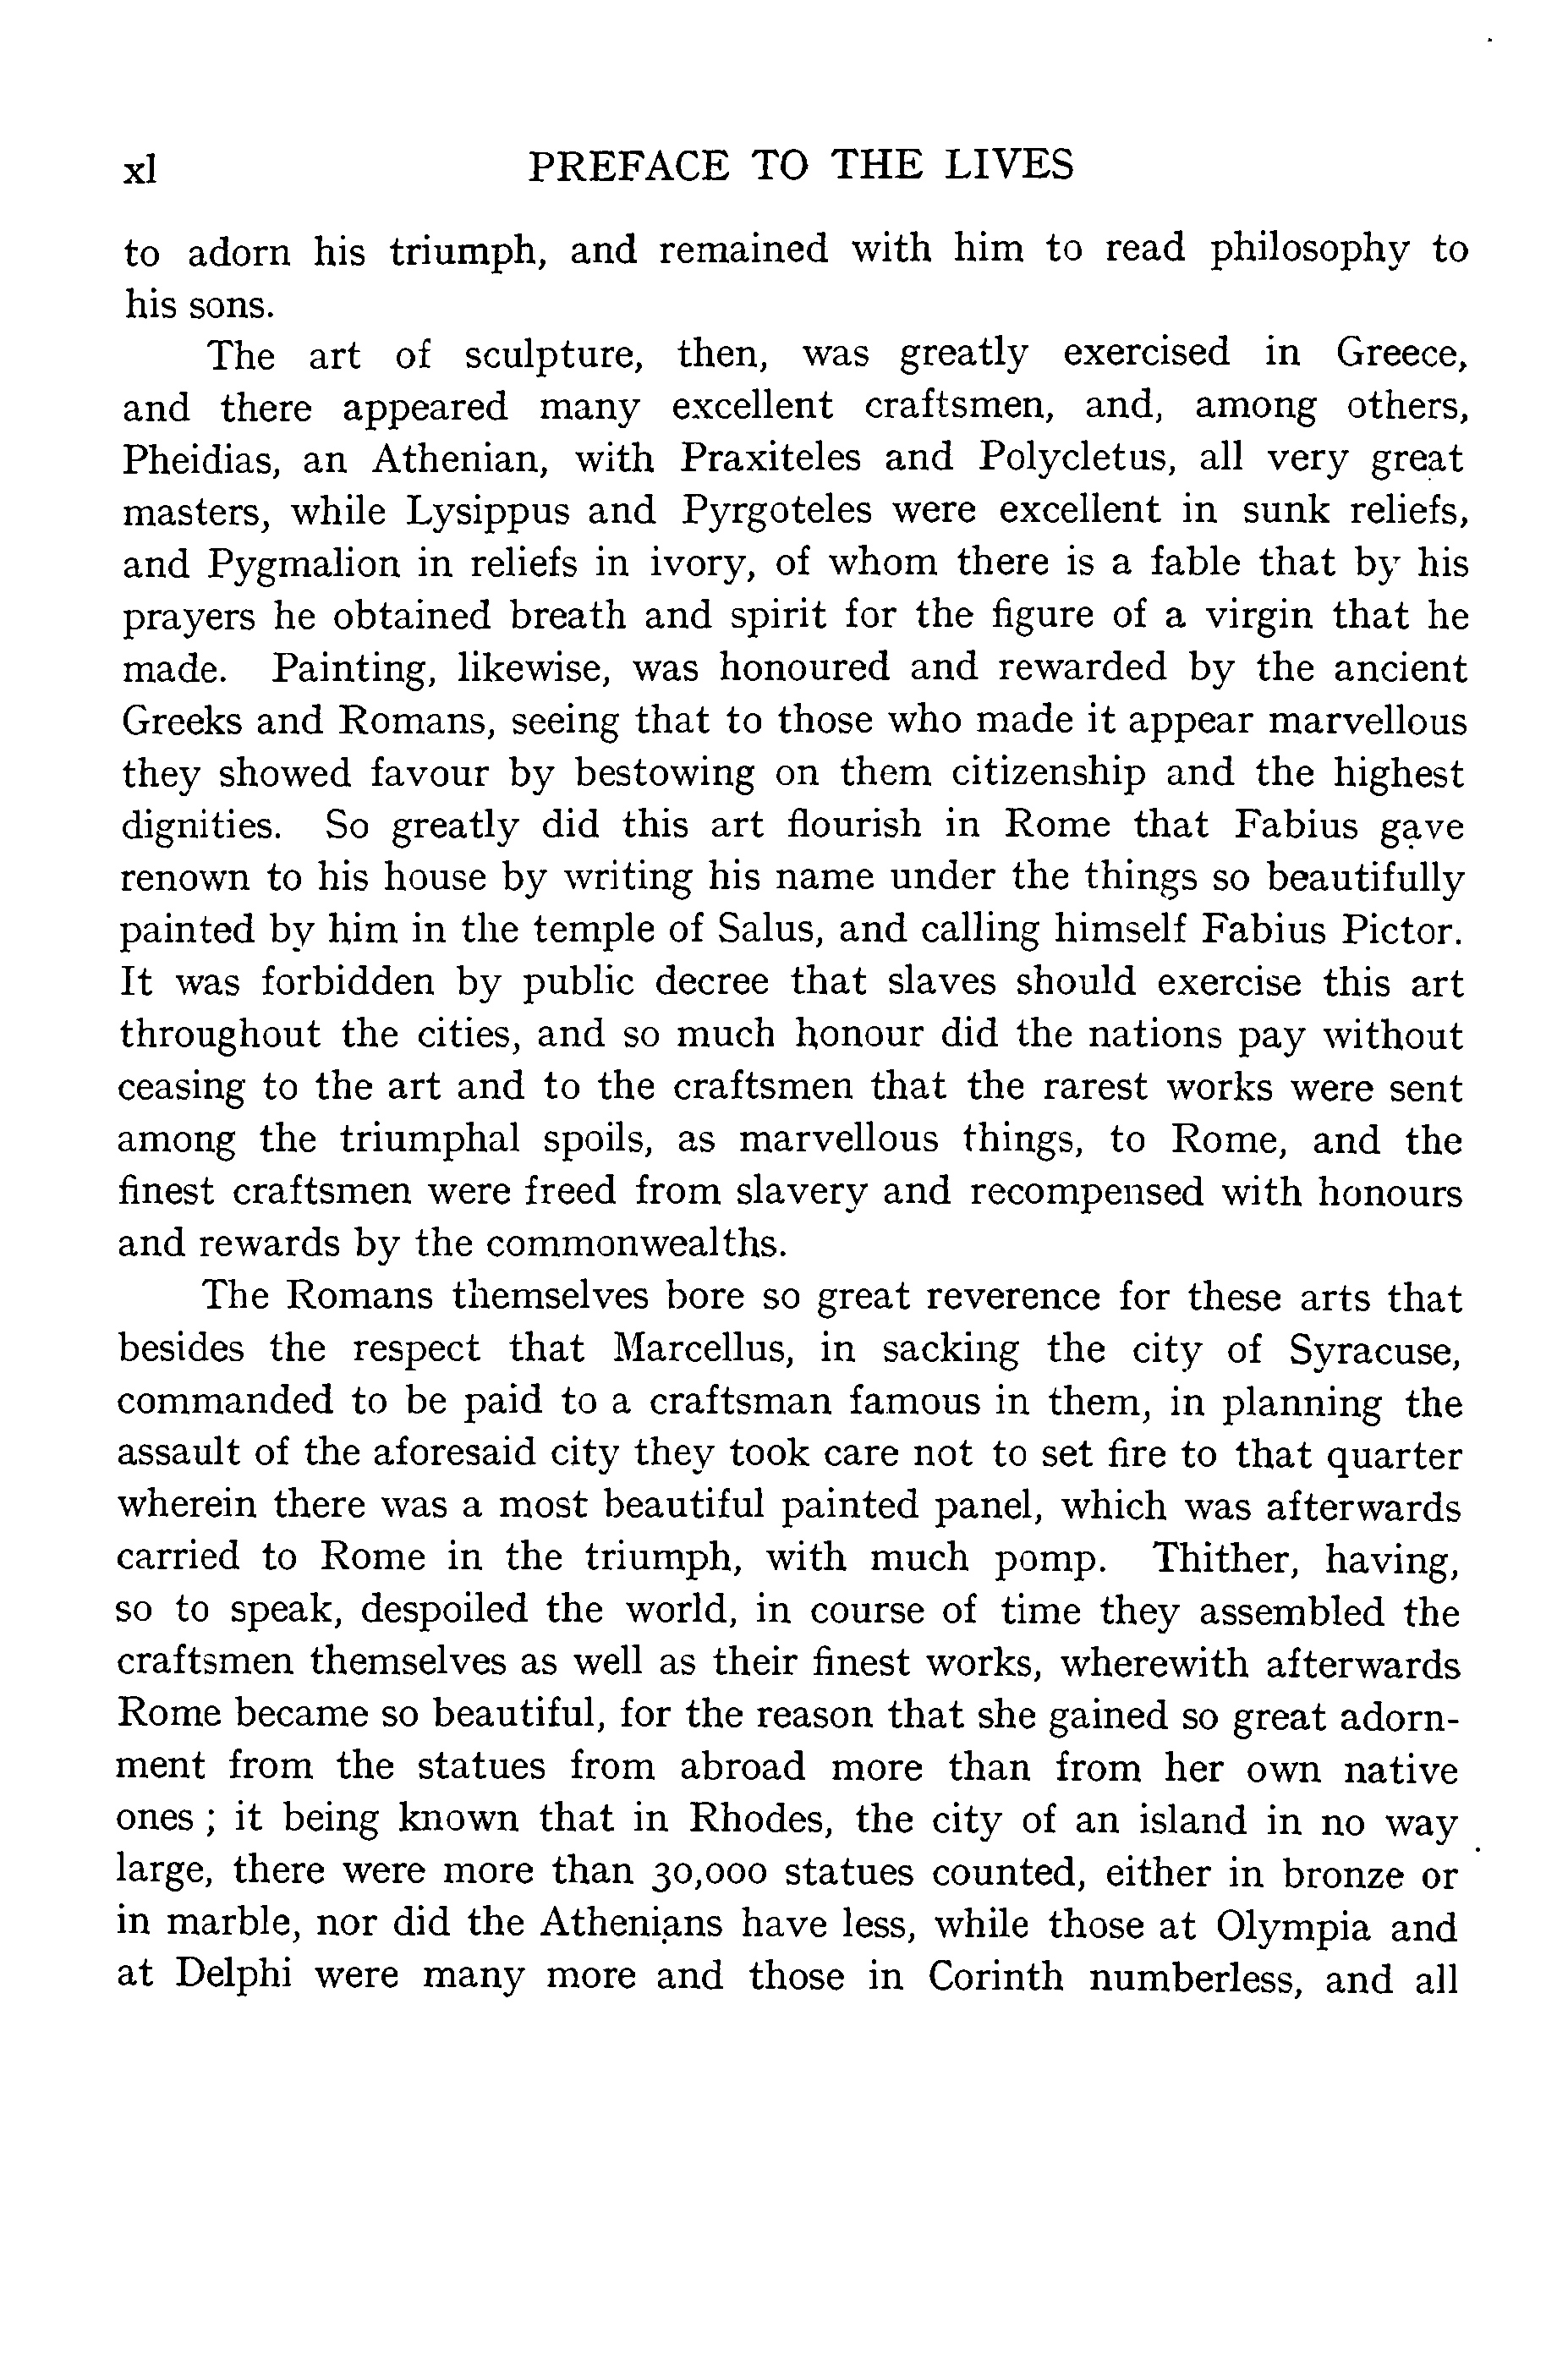 xl PREFACE TO THE LIVES
to adorn his triumph, and remained with him to read philosophy to
his sons.
The art of sculpture, then, was greatly exercised in Greece,
and there appeared many excellent craftsmen, and, among others,
Pheidias, an Athenian, with Praxiteles and Polycletus, all very great
masters, while Lysippus and Pyrgoteles were excellent in sunk reliefs,
and Pygmalion in reliefs in ivory, of whom there is a fable that by his
prayers he obtained breath and spirit for the figure of a virgin that he
made. Painting, likewise, was honoured and rewarded by the ancient
Greeks and Romans, seeing that to those who made it appear marvellous
they showed favour by bestowing on them citizenship and the highest
dignities. So greatly did this art flourish in Rome that Fabius gave
renown to his house by writing his name under the things so beautifully
painted by him in the temple of Salus, and calling himself Fabius Pictor.
It was forbidden by public decree that slaves should exercise this art
throughout the cities, and so much honour did the nations pay without
ceasing to the art and to the craftsmen that the rarest works were sent
among the triumphal spoils, as marvellous things, to Rome, and the
finest craftsmen were freed from slavery and recompensed with honours
and rewards by the commonwealths.
The Romans themselves bore so great reverence for these arts that
besides the respect that Marcellus, in sacking the city of Syracuse,
commanded to be paid to a craftsman famous in them, in planning the
assault of the aforesaid city they took care not to set fire to that quarter
wherein there was a most beautiful painted panel, which was afterwards
carried to Rome in the triumph, with much pomp. Thither, having,
so to speak, despoiled the world, in course of time they assembled the
craftsmen themselves as well as their finest works, wherewith afterwards
Rome became so beautiful, for the reason that she gained so great adorn-
ment from the statues from abroad more than from her own native
ones ; it being known that in Rhodes, the city of an island in no way
large, there were more than 30,000 statues counted, either in bronze or
in marble, nor did the Athenians have less, while those at Olympia and
at Delphi were many more and those in Corinth numberless, and all